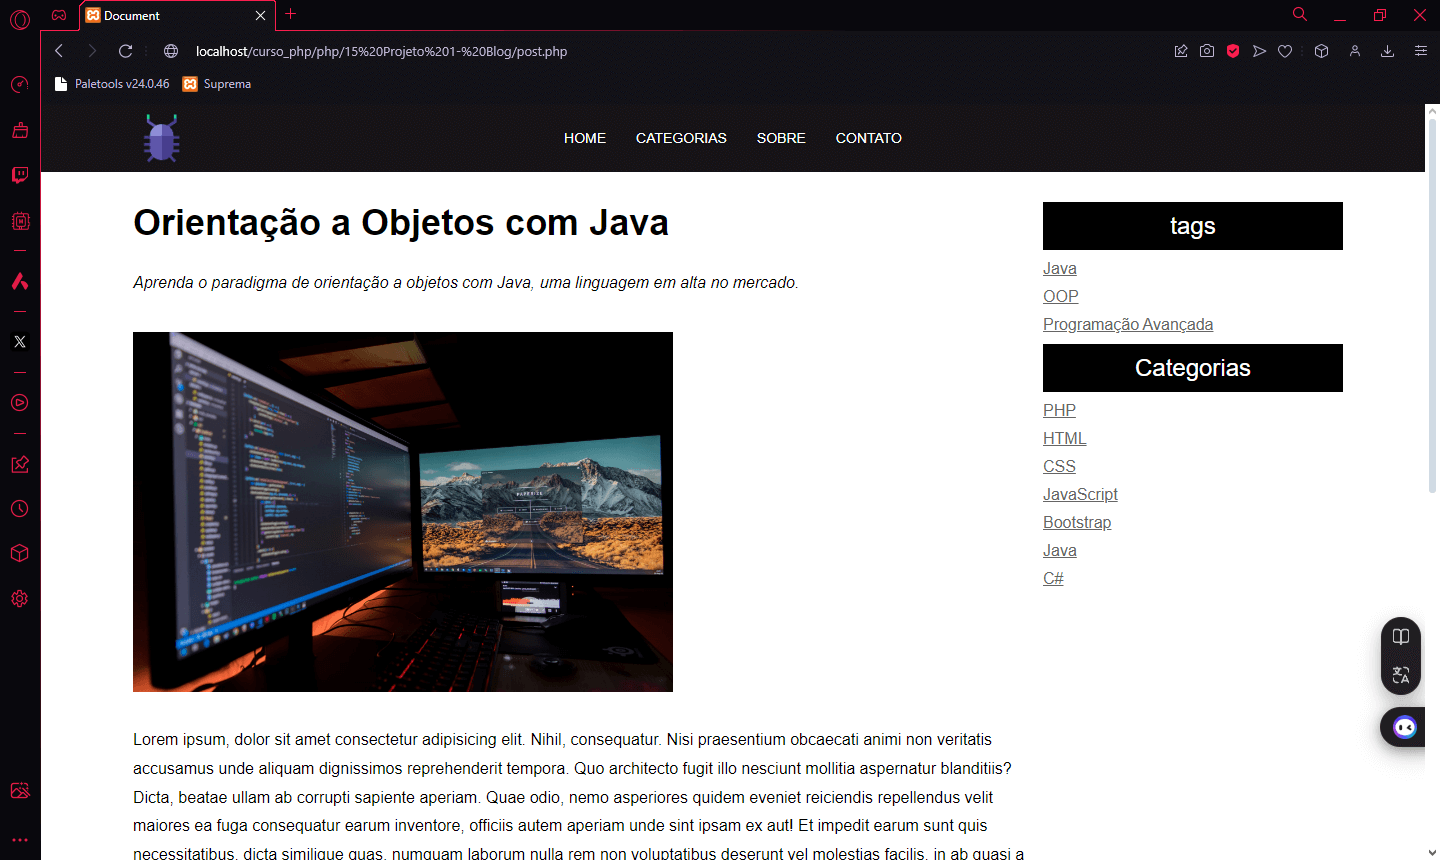 Document
localhost/curso_php/php/15%20Projeto%201-%20Blog/post.php
Paletools v24.0.46
Suprema
HOME CATEGORIAS SOBRE CONTATO
Orientação a Objetos com Java
Aprenda o paradigma de orientação a objetos com Java, uma linguagem em alta no mercado.
PAPERIZE
Lorem ipsum, dolor sit amet consectetur adipisicing elit. Nihil, consequatur. Nisi praesentium obcaecati animi non veritatis
accusamus unde aliquam dignissimos reprehenderit tempora. Quo architecto fugit illo nesciunt mollitia aspernatur blanditiis?
Dicta, beatae ullam ab corrupti sapiente aperiam. Quae odio, nemo asperiores quidem eveniet reiciendis repellendus velit
maiores ea fuga consequatur earum inventore, officiis autem aperiam unde sint ipsam ex aut! Et impedit earum sunt quis
necessitatibus, dicta similique quas, numquam laborum nulla rem non voluptatibus deserunt vel molestias facilis, in ab quasi a
tags
Java
OOP
Programação Avançada
Categorias
PHP
HTML
CSS
JavaScript
Bootstrap
Java
C#